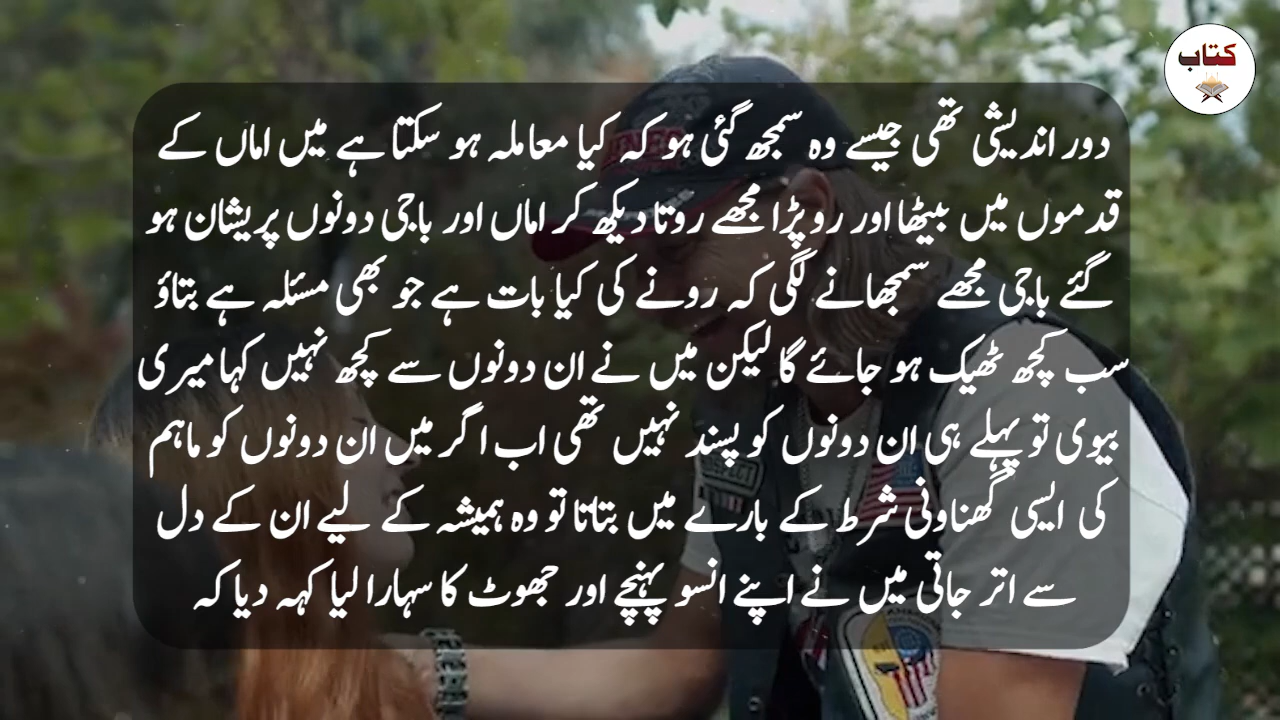 کتاب
دور اندیشی تھی جیسے وہ سمجھ گئی ہو کہ کیا معاملہ ہو سکتا ہے میں اماں کے
قدموں میں بیٹھا اور رو پڑا مجھے روتا دیکھ کر اماں اور باجی دونوں پریشان ہو
گئے باجی مجھے سمجھانے لگی کہ رونے کی کیا بات ہے جو بھی مسئلہ ہے بتاؤ
سب کچھ ٹھیک ہو جائے گا لیکن میں نے ان دونوں سے کچھ نہیں کہا میری
بیوی تو پہلے ہی ان دونوں کو پسند نہیں تھی اب اگر میں ان دونوں کو ماہم
کی ایسی گھناونی شرط کے بارے میں بتاتا تو وہ ہمیشہ کے لیے ان کے دل
سے اتر جاتی میں نے اپنے انسو پہنچے اور جھوٹ کا سہارا لیا کہہ دیا کہ